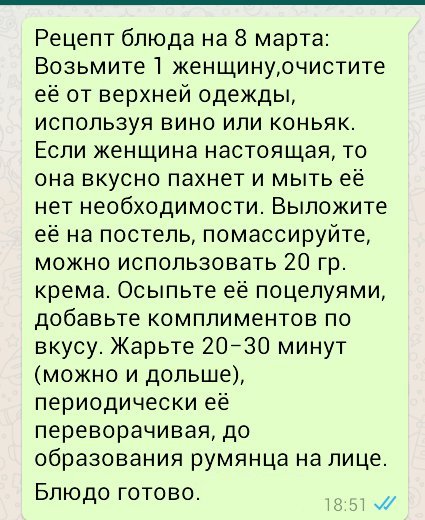 Рецепт блюда на 8 марта:
Возьмите 1 женщину,очистите
её от верхней одежды,
используя вино или коньяк.
Если женщина настоящая, то
она вкусно пахнет и мыть её
нет необходимости. Выложите
её на постель, помассируйте,
можно использовать 20 гр.
крема. Осыпьте её поцелуями,
добавьте комплиментов по
вкусу. Жарьте 20-30 минут
(можно и дольше),
периодически её
переворачивая, до
образования румянца на лице.
Блюдо готово.
18:51